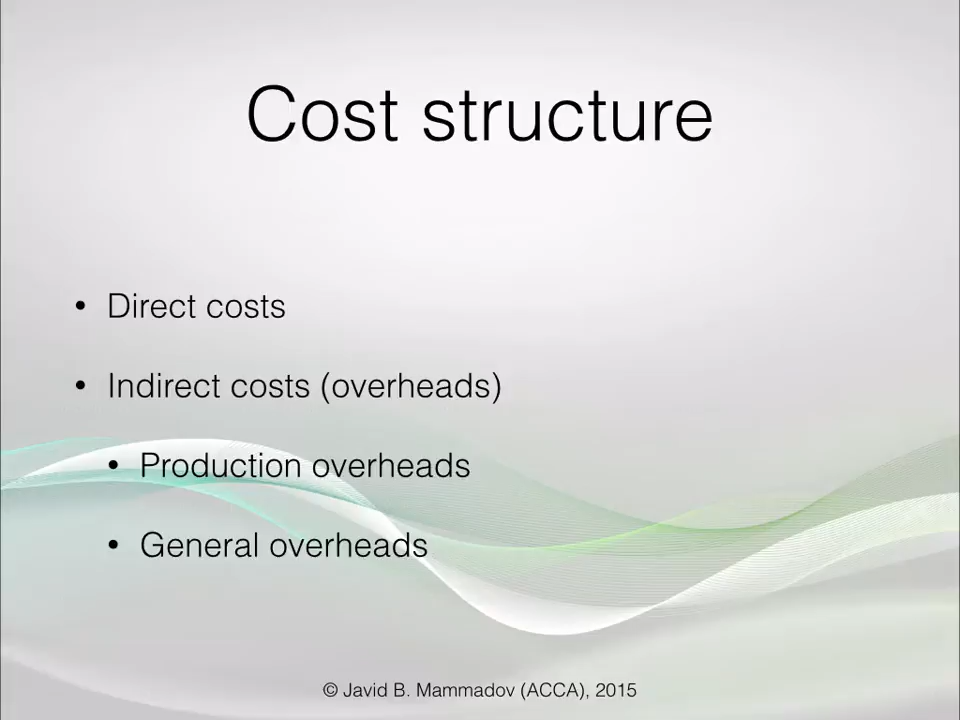 Cost structure
• Direct costs
• Indirect costs (overheads)
• Production overheads
• General overheads
© Javid B. Mammadov (ACCA), 2015